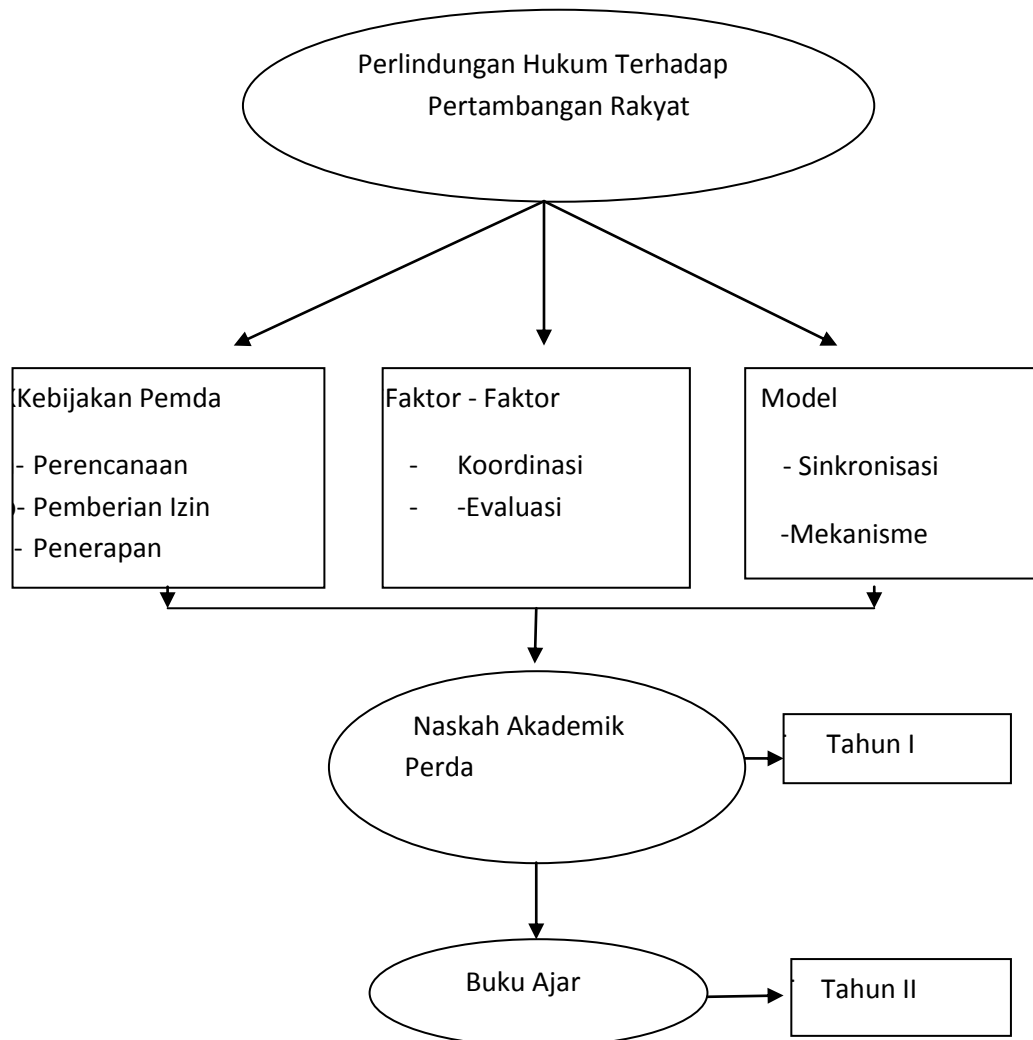 Perlindungan Hukum Terhadap
Pertambangan Rakyat
Kebijakan Pemda
- Perencanaan
- Pemberian Izin
- Penerapan
Faktor - Faktor
- Koordinasi
- -Evaluasi
Model
- Sinkronisasi
-Mekanisme
Naskah Akademik
Perda
Tahun I
Buku Ajar
Tahun II